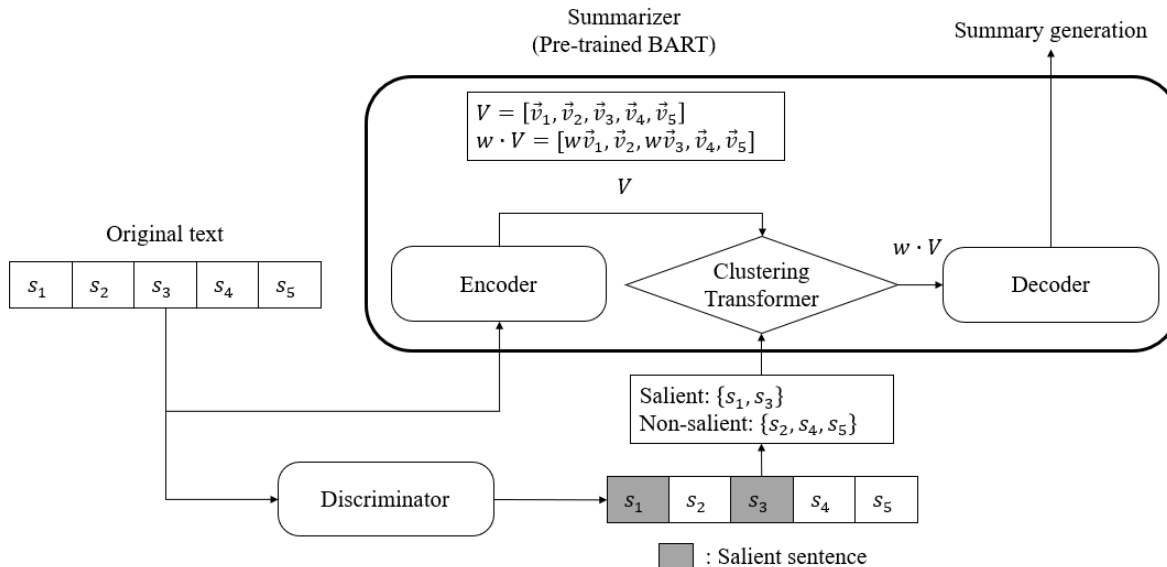 Summarizer
(Pre-trained BART)
Summary generation
V = [v⃗₁, v⃗₂, v⃗₃, v⃗₄, v⃗₅]
w · V = [wv⃗₁, v⃗₂, wv⃗₃, v⃗₄, v⃗₅]
V
Original text
s₁ s₂ s₃ s₄ s₅
Encoder
Clustering
Transformer
w · V
Decoder
Salient: {s₁, s₃}
Non-salient: {s₂, s₄, s₅}
Discriminator
s₁ s₂ s₃ s₄ s₅
: Salient sentence